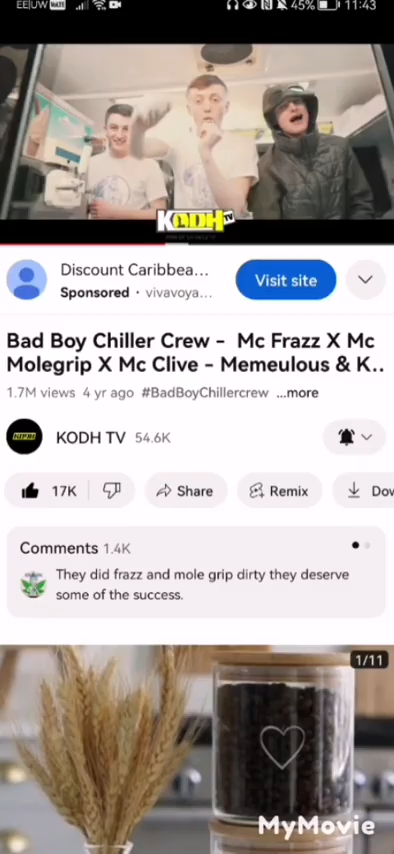 EE|UW VoLTE 45% 11:43
KODH TV
Discount Caribbea...
Sponsored · vivavoya...
Visit site
Bad Boy Chiller Crew - Mc Frazz X Mc
Molegrip X Mc Clive - Memeulous & K..
1.7M views 4 yr ago #BadBoyChillercrew ...more
KODH TV 54.6K
17K Share Remix Dov
Comments 1.4K
They did frazz and mole grip dirty they deserve
some of the success.
1/11
MyMovie